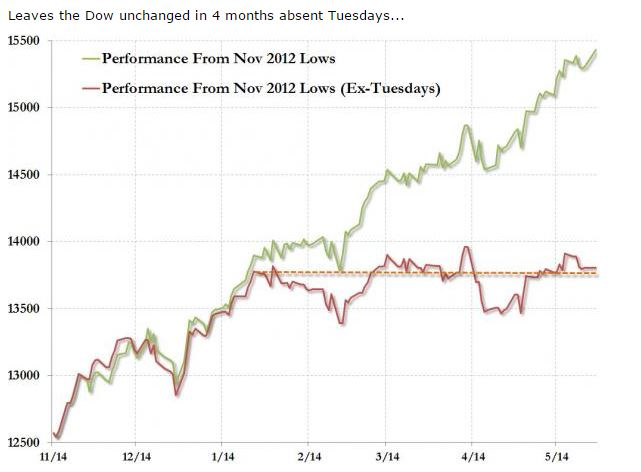 Leaves the Dow unchanged in 4 months absent Tuesdays...
15500
Performance From Nov 2012 Lows
Performance From Nov 2012 Lows (Ex-Tuesdays)
15000
14500
14000
13500
13000
12500
11/14 12/14 1/14 2/14 3/14 4/14 5/14